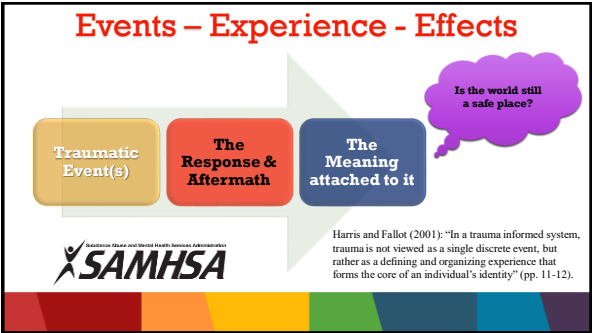 Events – Experience - Effects
Is the world still
a safe place?
Traumatic
Event(s)
The
Response &
Aftermath
The
Meaning
attached to it
Harris and Fallot (2001): “In a trauma informed system,
trauma is not viewed as a single discrete event, but
rather as a defining and organizing experience that
forms the core of an individual’s identity” (pp. 11-12).
Substance Abuse and Mental Health Services Administration
SAMHSA